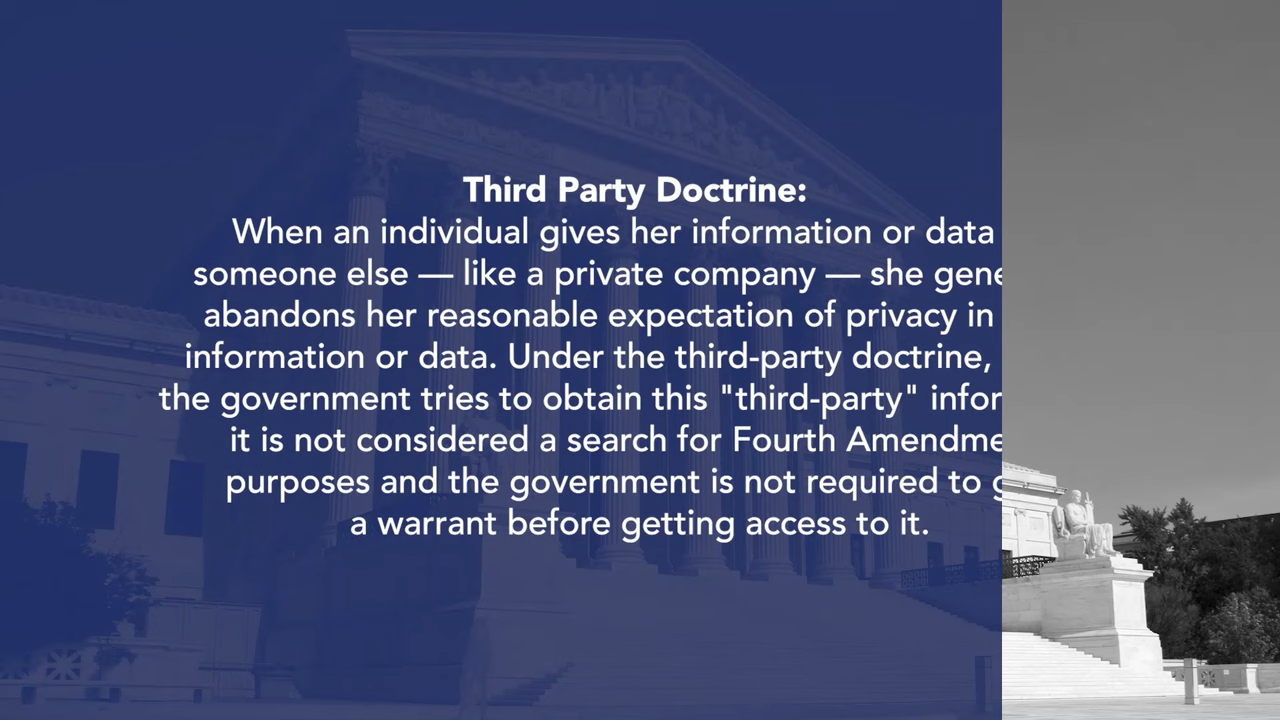 Third Party Doctrine:
When an individual gives her information or data
someone else — like a private company — she gene
abandons her reasonable expectation of privacy in
information or data. Under the third-party doctrine,
the government tries to obtain this "third-party" infor
it is not considered a search for Fourth Amendme
purposes and the government is not required to g
a warrant before getting access to it.